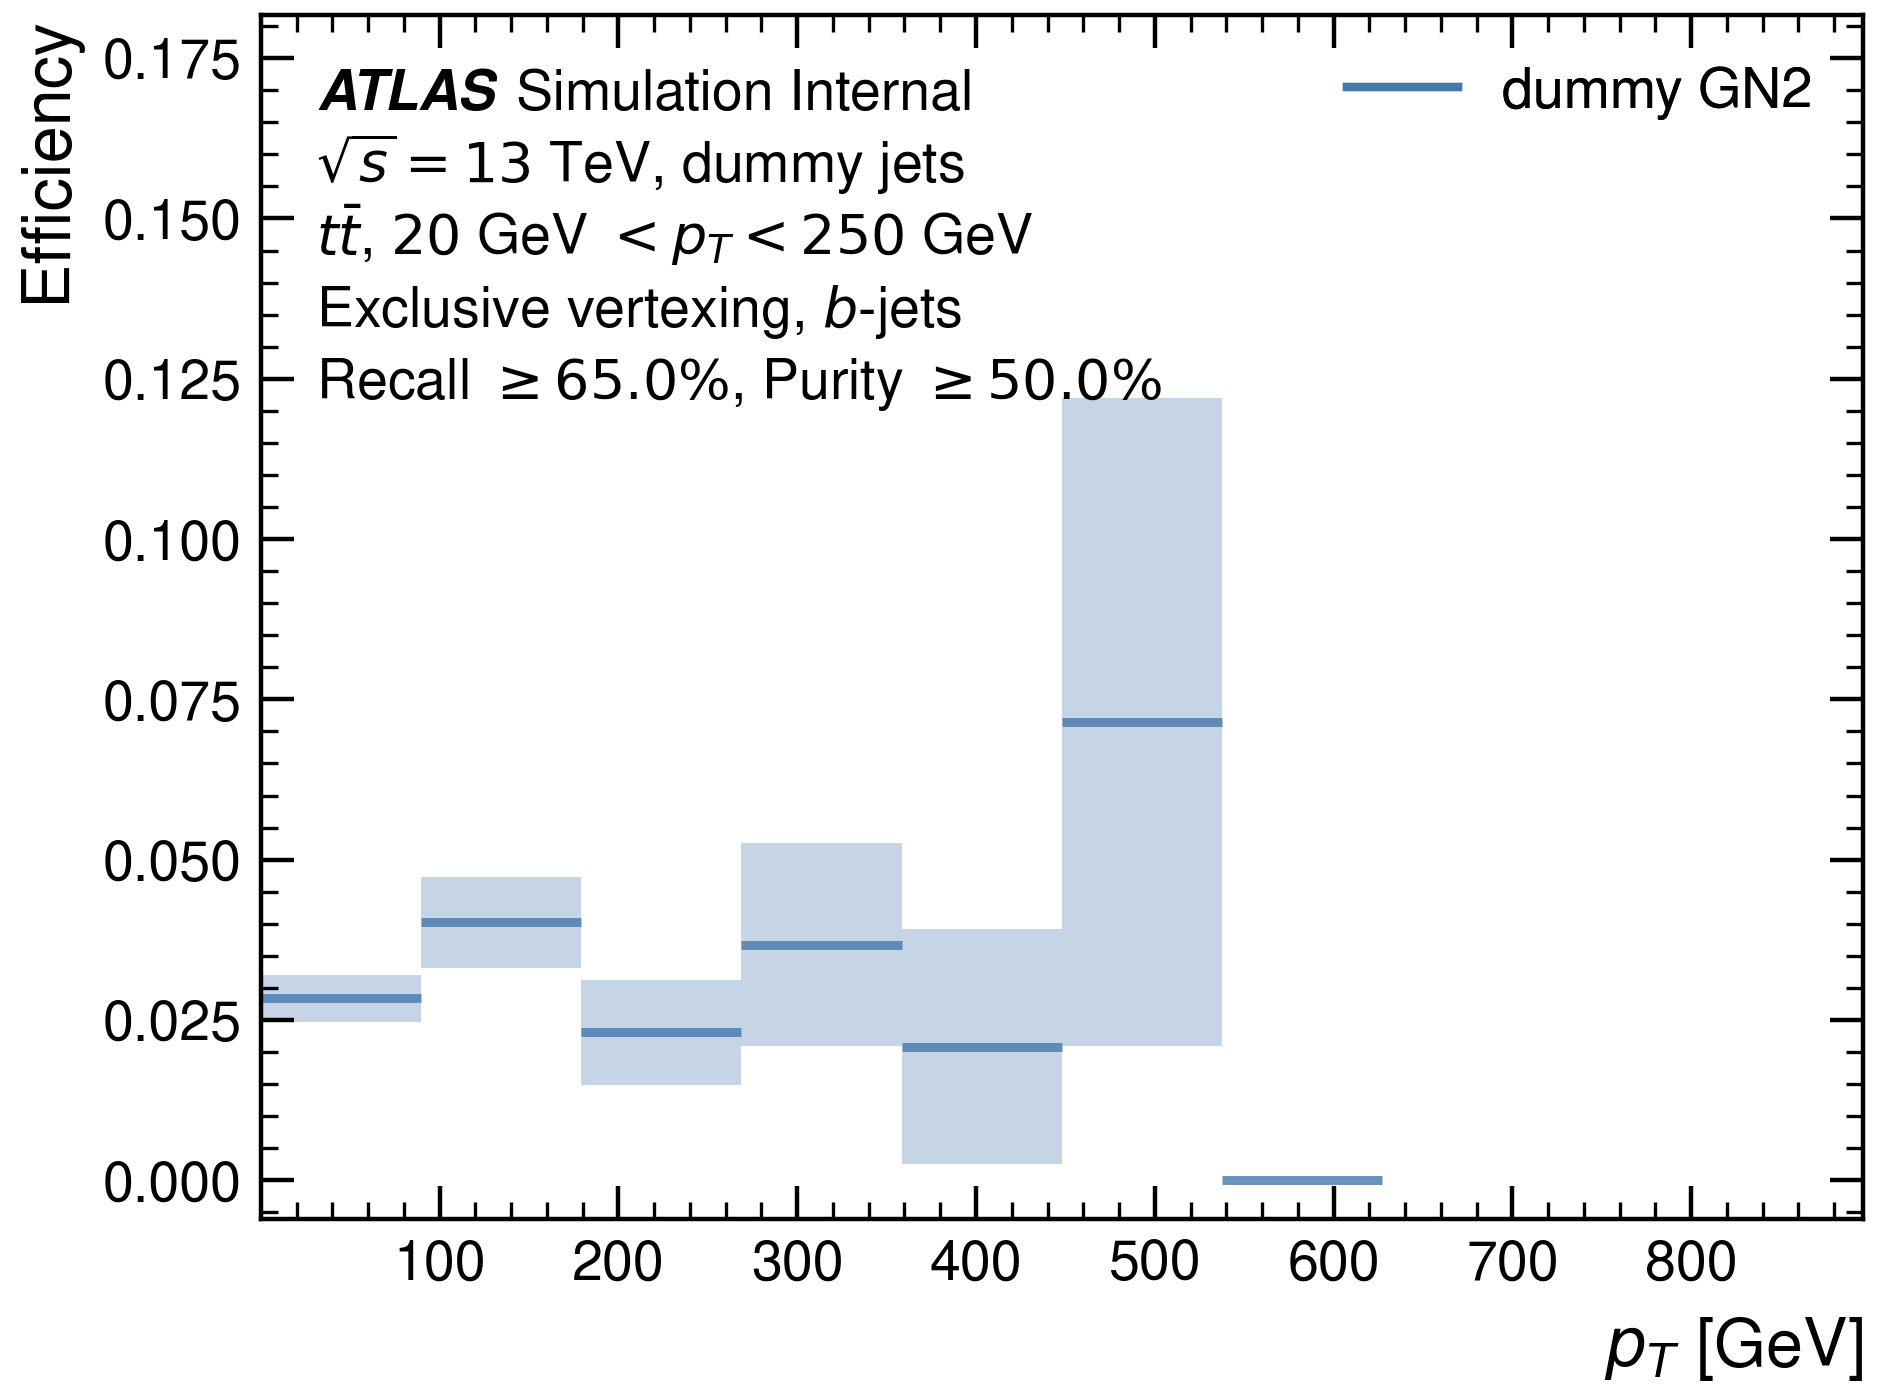 Efficiency
0.175
0.150
0.125
0.100
0.075
0.050
0.025
0.000
ATLAS Simulation Internal
√s = 13 TeV, dummy jets
tt̄, 20 GeV < p_T < 250 GeV
Exclusive vertexing, b-jets
Recall ≥ 65.0%, Purity ≥ 50.0%
dummy GN2
100 200 300 400 500 600 700 800
p_T [GeV]